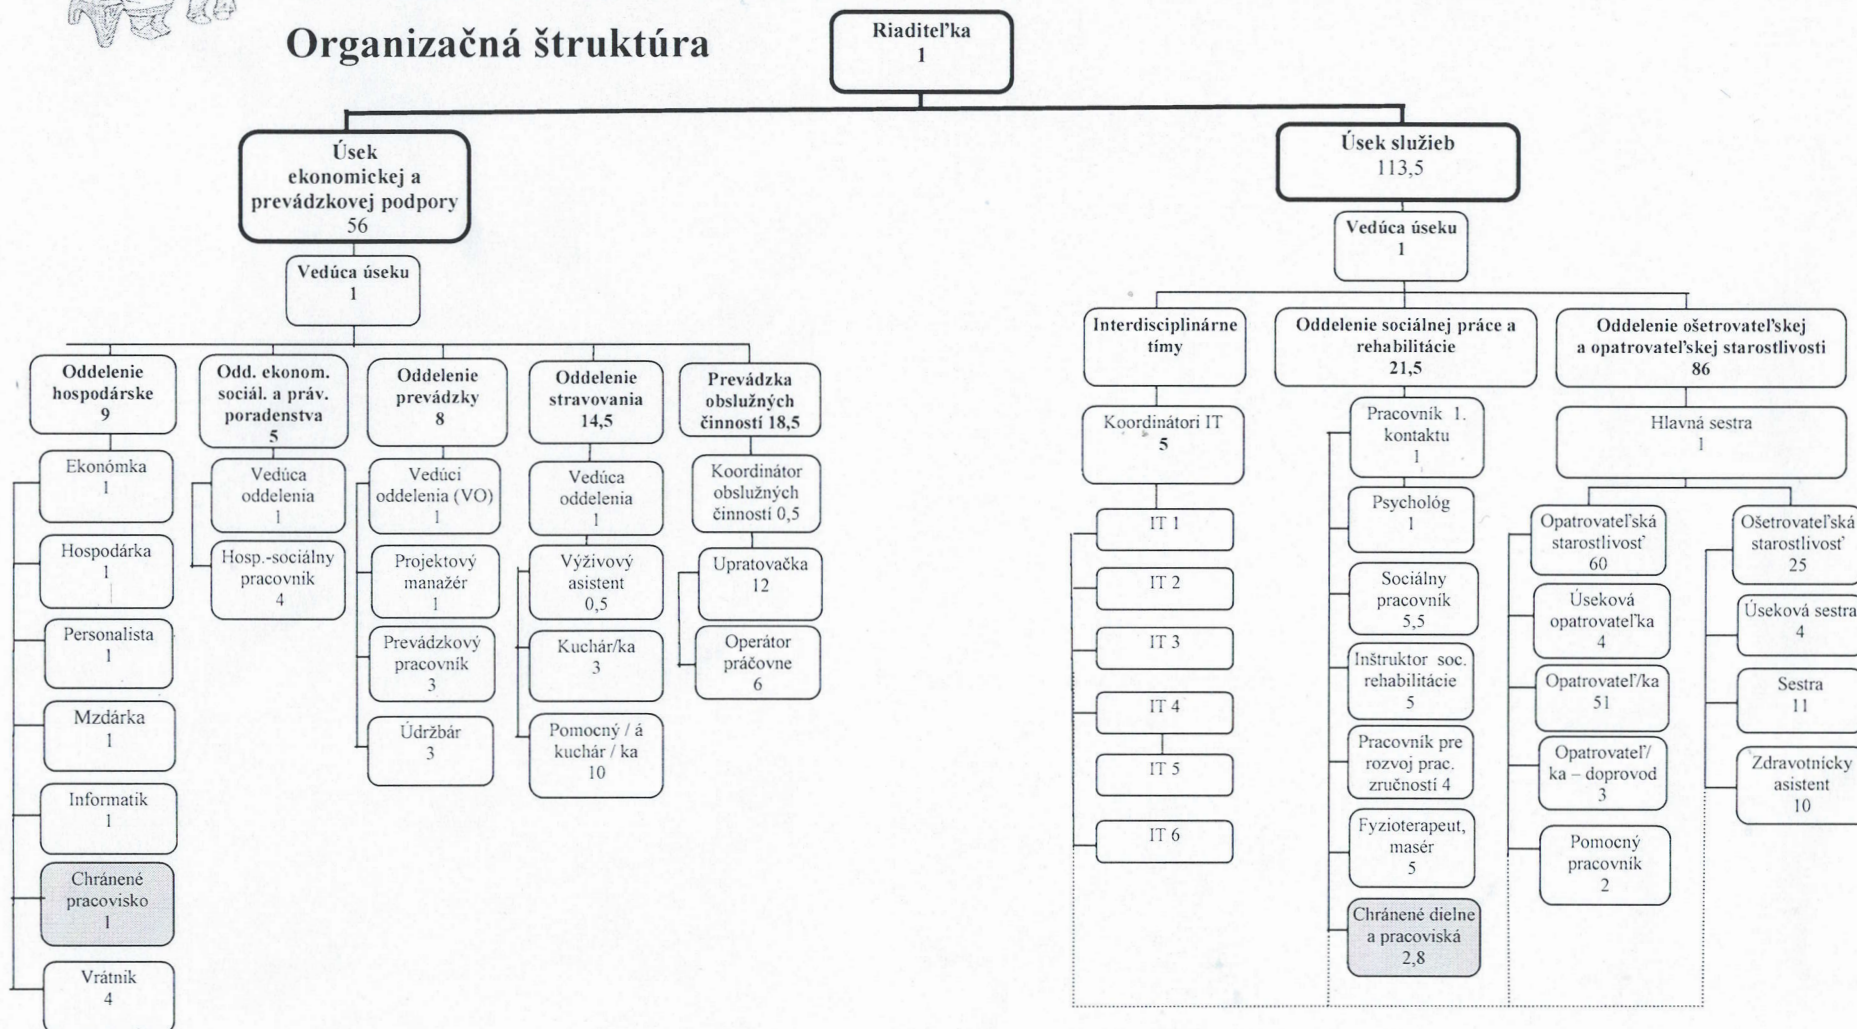 Organizačná štruktúra
Riaditeľka
1
Úsek
ekonomickej a
prevádzkovej podpory
56
Vedúca úseku
1
Oddelenie
hospodárske
9
Ekonómka
1
Hospodárka
1
Personalista
1
Mzdárka
1
Informatik
1
Chránené
pracovisko
1
Vrátnik
4
Odd. ekonom.
sociál. a práv.
poradenstva
5
Vedúca
oddelenia
1
Hosp.-sociálny
pracovník
4
Oddelenie
prevádzky
8
Vedúci
oddelenia (VO)
1
Projektový
manažér
1
Prevádzkový
pracovník
3
Údržbár
3
Oddelenie
stravovania
14,5
Vedúca
oddelenia
1
Výživový
asistent
0,5
Kuchár/ka
3
Pomocný / á
kuchár / ka
10
Prevádzka
obslužných
činností 18,5
Koordinátor
obslužných
činností 0,5
Upratovačka
12
Operátor
práčovne
6
Úsek služieb
113,5
Vedúca úseku
1
Interdisciplinárne
tímy
Koordinátori IT
5
IT 1
IT 2
IT 3
IT 4
IT 5
IT 6
Oddelenie sociálnej práce a
rehabilitácie
21,5
Pracovník 1.
kontaktu
1
Psychológ
1
Sociálny
pracovník
5,5
Inštruktor soc.
rehabilitácie
5
Pracovník pre
rozvoj prac.
zručností 4
Fyzioterapeut,
masér
5
Chránené dielne
a pracoviská
2,8
Oddelenie ošetrovateľskej
a opatrovateľskej starostlivosti
86
Hlavná sestra
1
Opatrovateľská
starostlivosť
60
Úseková
opatrovateľka
4
Opatrovateľ/ka
51
Opatrovateľ/
ka – doprovod
3
Pomocný
pracovník
2
Ošetrovateľská
starostlivosť
25
Úseková sestra
4
Sestra
11
Zdravotnícky
asistent
10